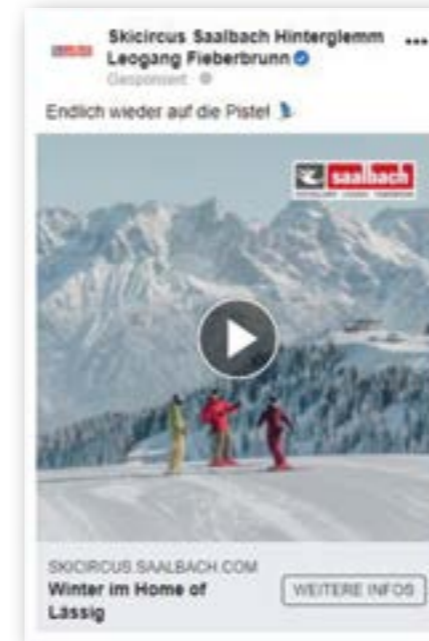 Skicircus Saalbach Hinterglemm
Leogang Fieberbrunn
Gesponsert
Endlich wieder auf die Piste!
saalbach
SKICIRCUS.SAALBACH.COM
Winter im Home of
Lässig
WEITERE INFOS